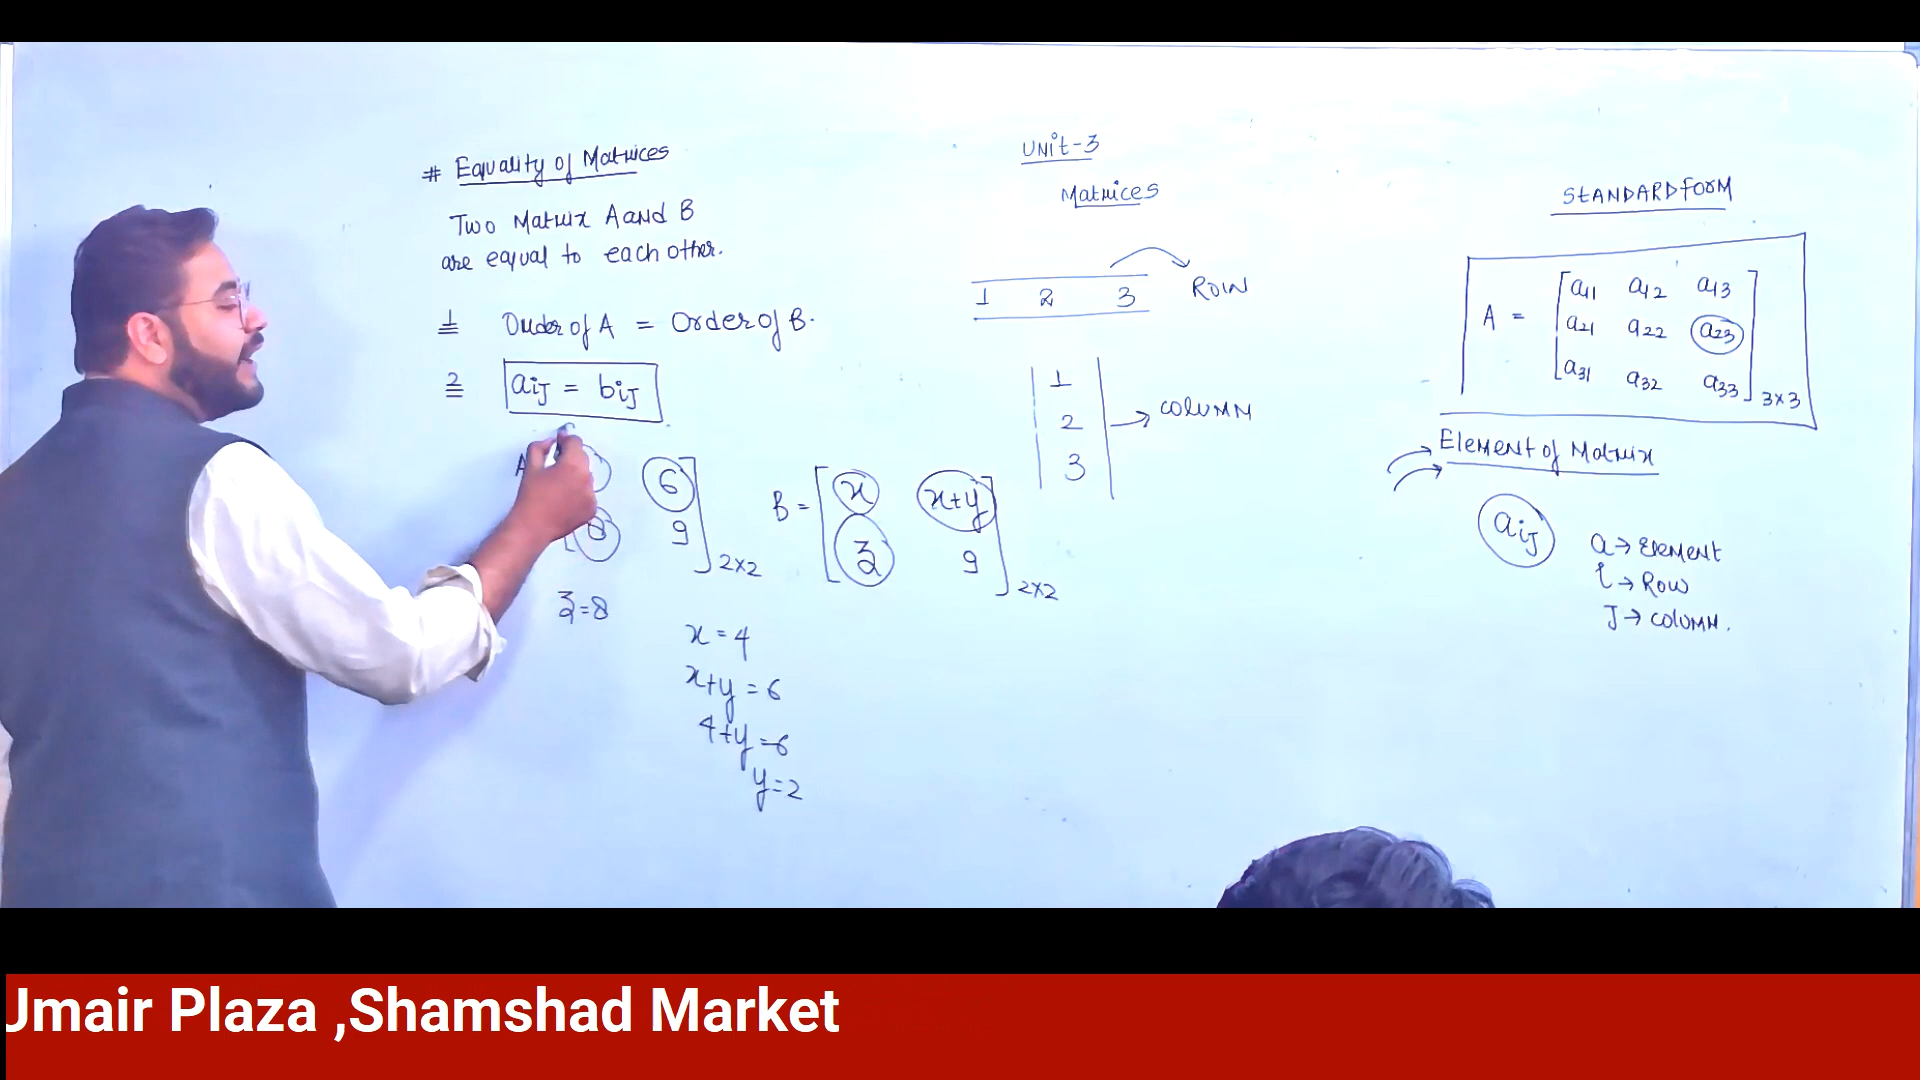 # Equality of Matrices
Two Matrix A and B
are equal to each other.
1 Order of A = Order of B.
2 aij = bij
A
6
8 9 2×2
B = x x+y
z 9 2×2
z=8
x = 4
x+y = 6
4+y = 6
y = 2
UNIT-3
Matrices
1 2 3 ROW
1
2 → COLUMN
3
STANDARD FORM
A = a11 a12 a13
a21 a22 a23
a31 a32 a33 3×3
Element of Matrix
aij
a → Element
i → Row
J → COLUMN.
Jmair Plaza ,Shamshad Market